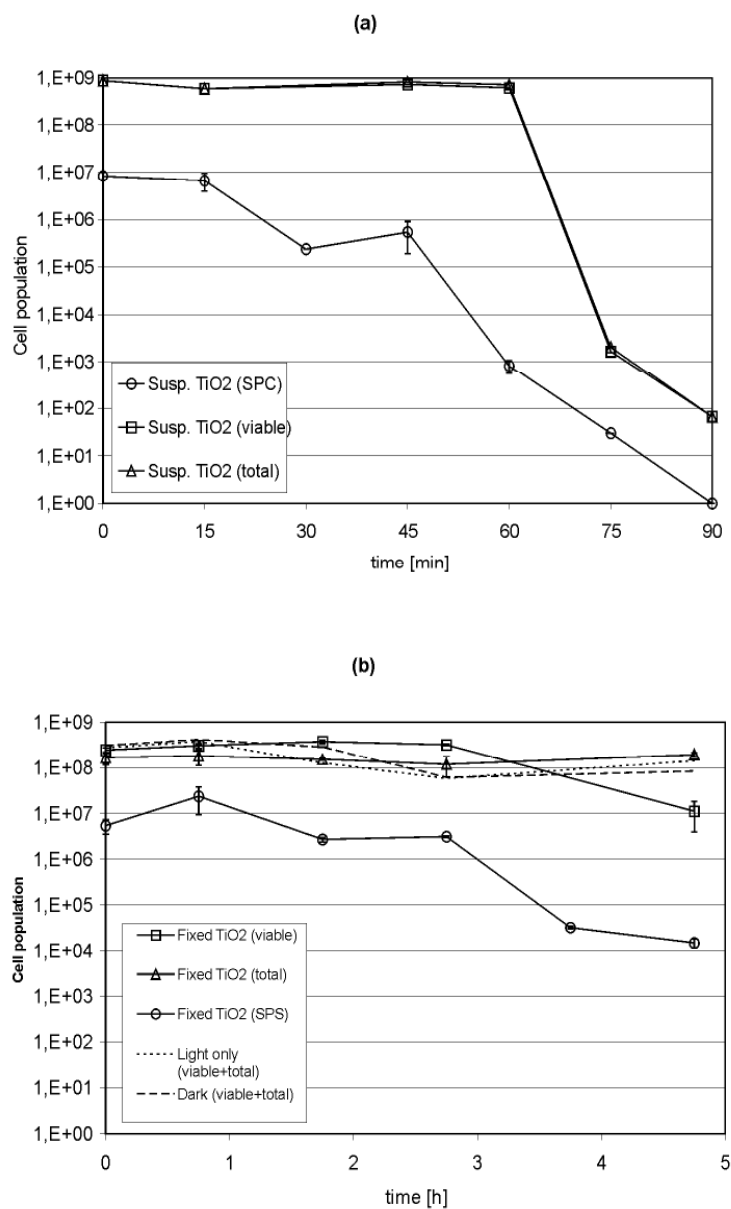 (a)
1,E+09
1,E+08
1,E+07
1,E+06
1,E+05
1,E+04
1,E+03
1,E+02
1,E+01
1,E+00
Cell population
Susp. TiO2 (SPC)
Susp. TiO2 (viable)
Susp. TiO2 (total)
0 15 30 45 60 75 90
time [min]
(b)
1,E+09
1,E+08
1,E+07
1,E+06
1,E+05
1,E+04
1,E+03
1,E+02
1,E+01
1,E+00
Cell population
Fixed TiO2 (viable)
Fixed TiO2 (total)
Fixed TiO2 (SPS)
Light only
(viable+total)
Dark (viable+total)
0 1 2 3 4 5
time [h]